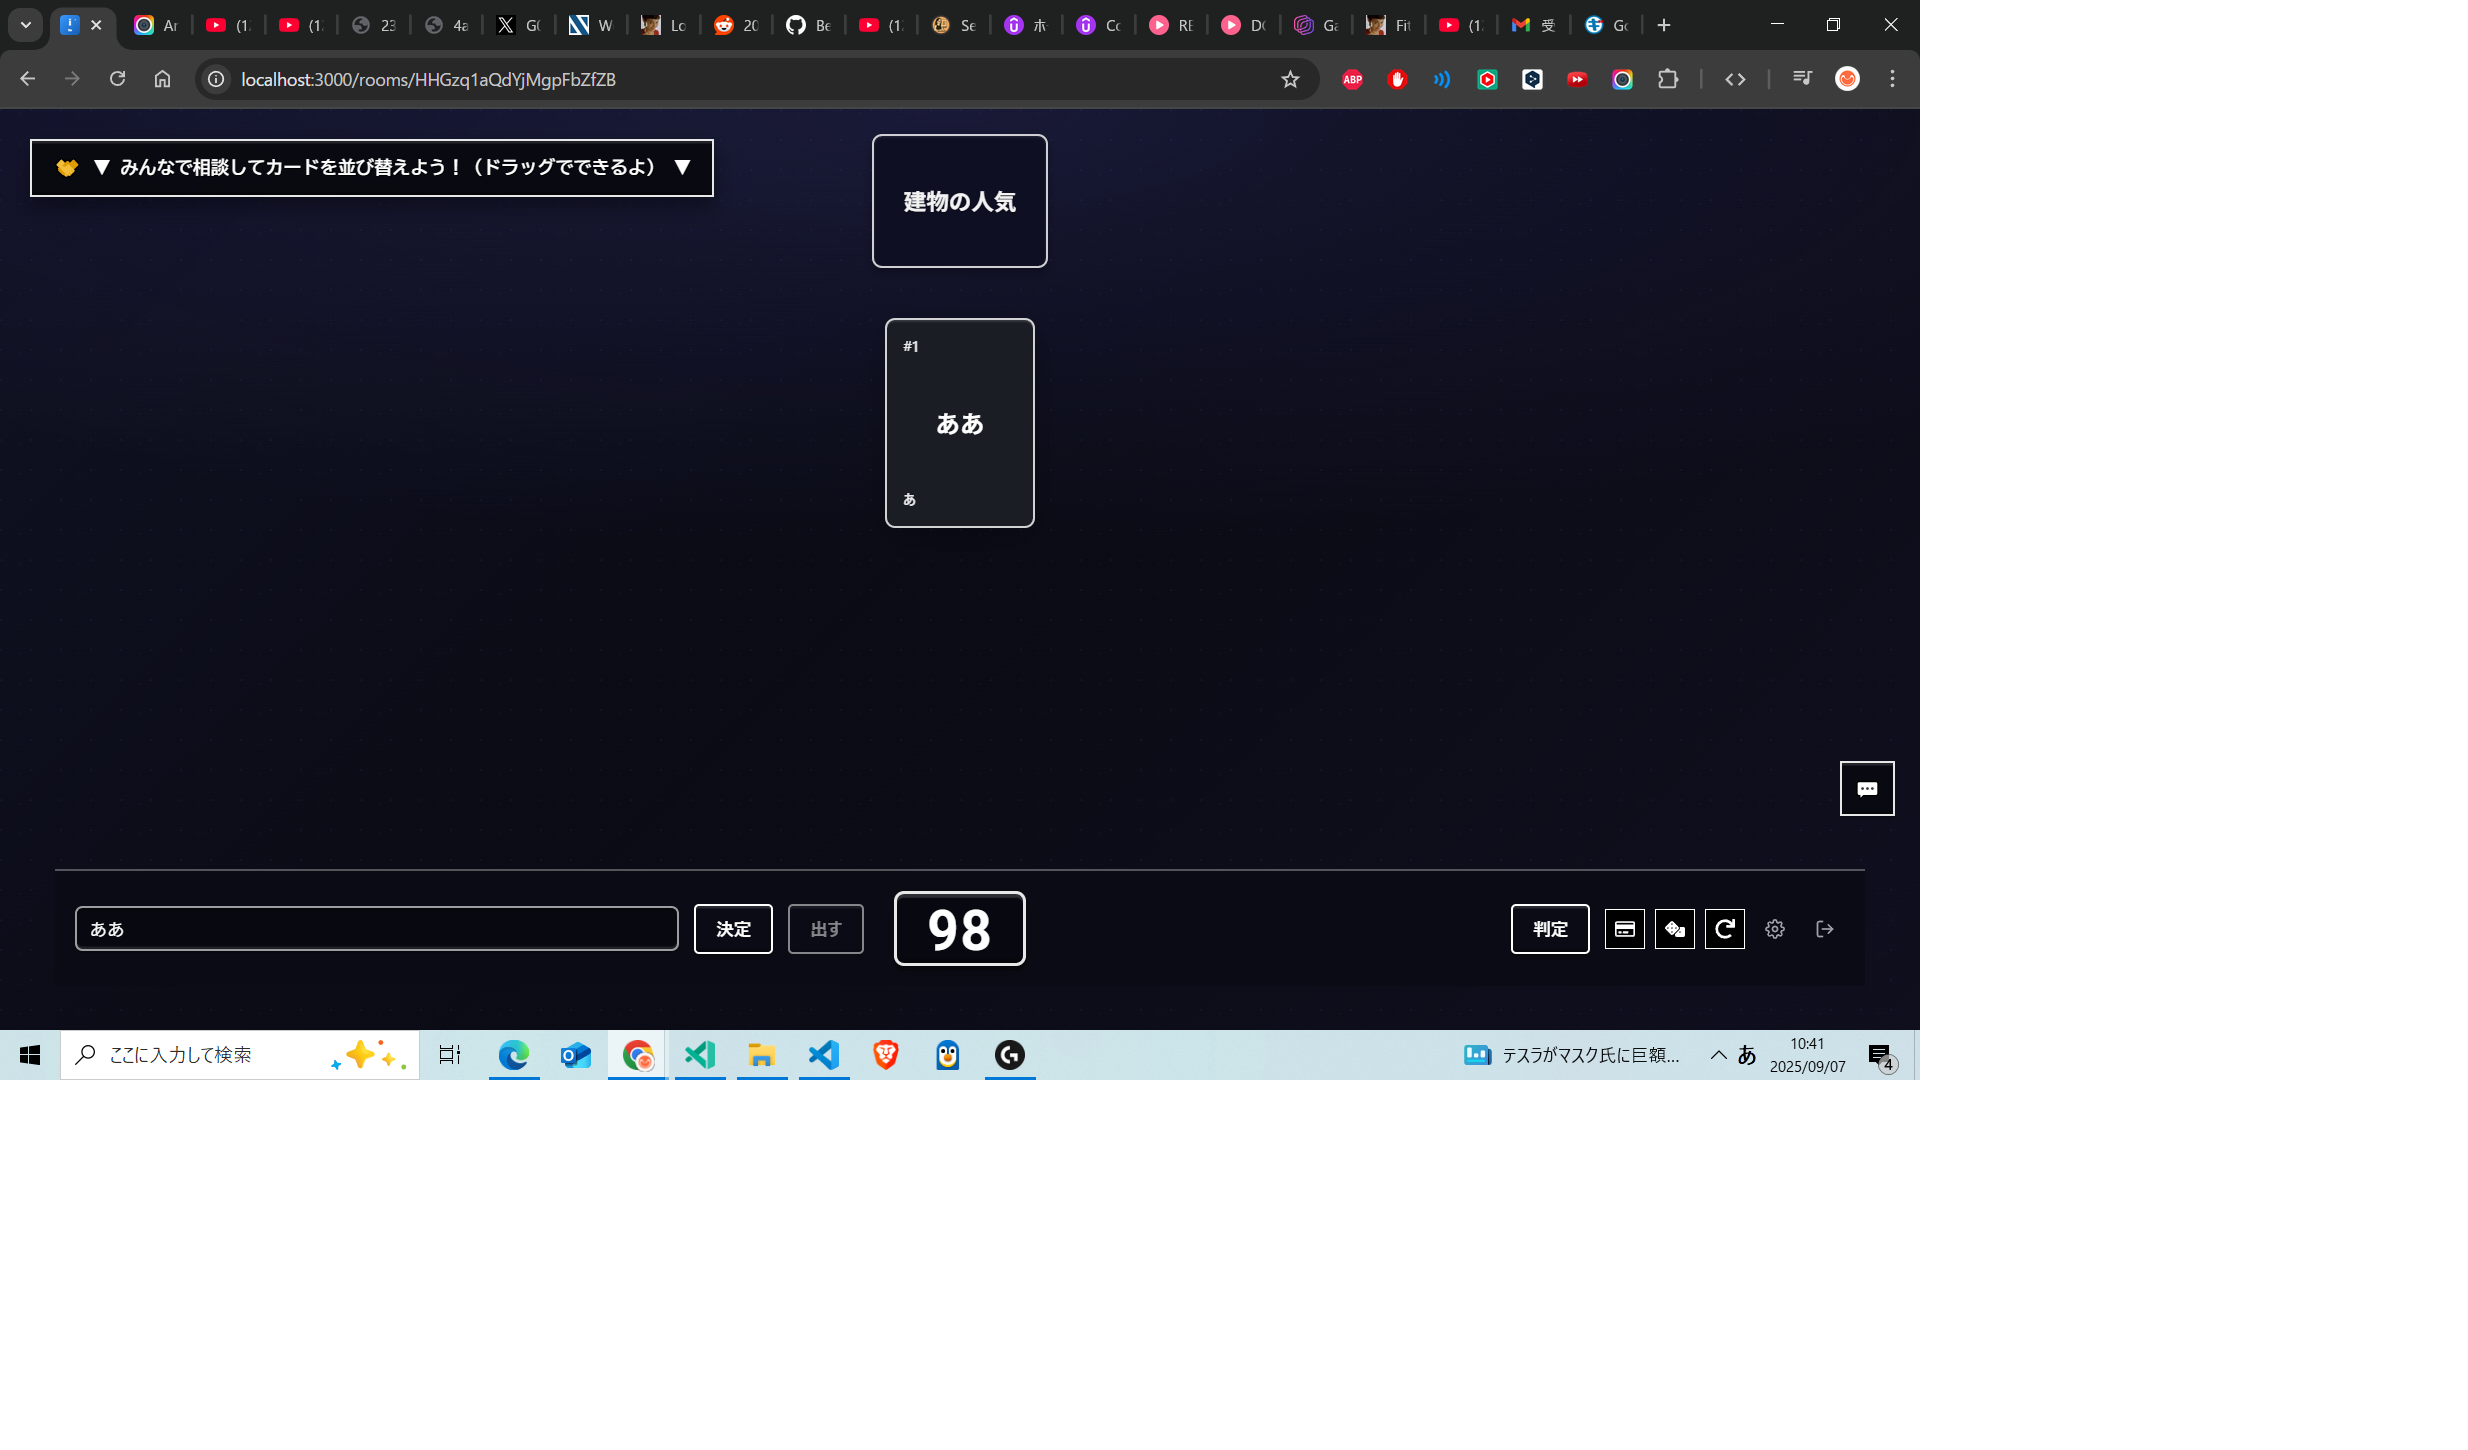 Ar
(1
(1
23
4a
G(
W
Lo
20
Be
(1
Se
ホ
Co
RE
D(
Ga
Fit
(1
受
Go
localhost:3000/rooms/HHGzq1aQdYjMgpFbZfZB
ABP
▼ みんなで相談してカードを並び替えよう！（ドラッグでできるよ） ▼
建物の人気
#1
ああ
あ
ああ
決定
出す
98
判定
ここに入力して検索
テスラがマスク氏に巨額...
あ
10:41
2025/09/07
4